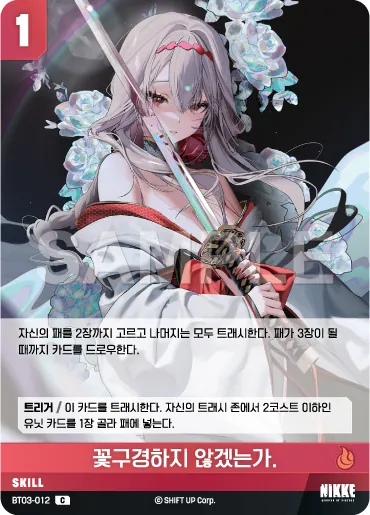 1
SAMPLE
자신의 패를 2장까지 고르고 나머지는 모두 트래시한다. 패가 3장이 될
때까지 카드를 드로우한다.
트리거 / 이 카드를 트래시한다. 자신의 트래시 존에서 2코스트 이하인
유닛 카드를 1장 골라 패에 넣는다.
꽃구경하지 않겠는가.
SKILL
BT03-012 C
© SHIFT UP Corp.
NIKKE